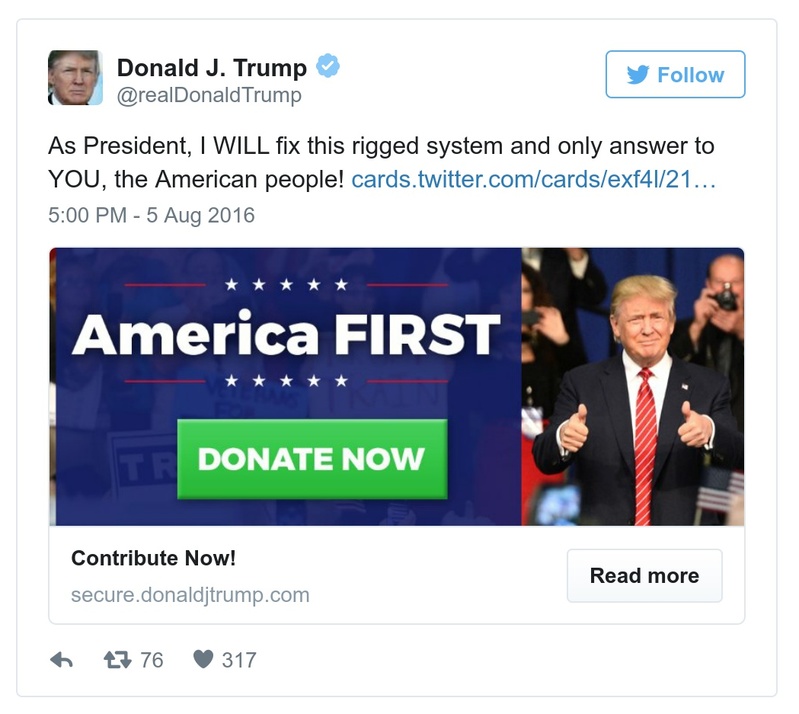 Donald J. Trump
@realDonaldTrump
Follow
As President, I WILL fix this rigged system and only answer to
YOU, the American people! cards.twitter.com/cards/exf4l/21…
5:00 PM - 5 Aug 2016
America FIRST
DONATE NOW
Contribute Now!
secure.donaldjtrump.com
Read more
76 317